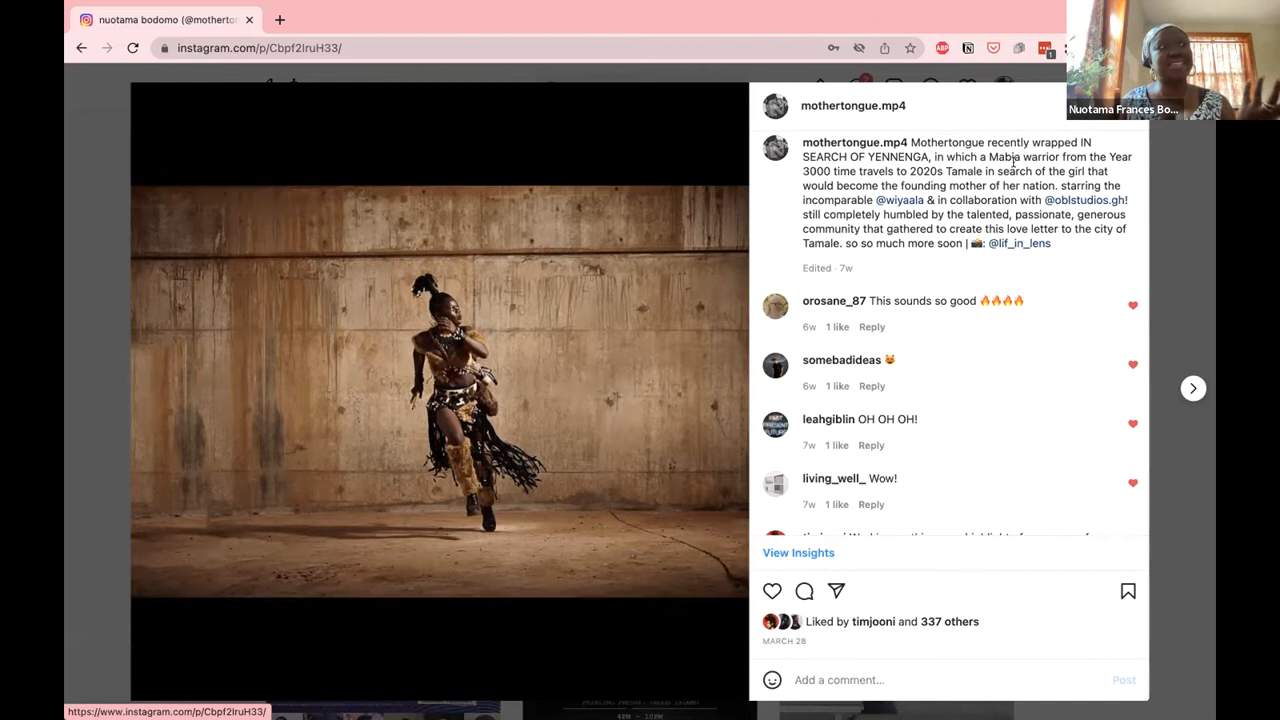 nuotama bodomo (@motherto
instagram.com/p/Cbpf2IruH33/
ABP
1
Nuotama Frances Bo...
mothertongue.mp4
mothertongue.mp4 Mothertongue recently wrapped IN
SEARCH OF YENNENGA, in which a Mabia warrior from the Year
3000 time travels to 2020s Tamale in search of the girl that
would become the founding mother of her nation. starring the
incomparable @wiyaala & in collaboration with @oblstudios.gh!
still completely humbled by the talented, passionate, generous
community that gathered to create this love letter to the city of
Tamale. so so much more soon | 📸: @lif_in_lens
Edited · 7w
orosane_87 This sounds so good 🔥🔥🔥🔥
6w 1 like Reply
somebadideas 😸
6w 1 like Reply
leahgiblin OH OH OH!
7w 1 like Reply
living_well_ Wow!
7w 1 like Reply
View Insights
Liked by timjooni and 337 others
MARCH 28
Add a comment...
Post
https://www.instagram.com/p/Cbpf2IruH33/